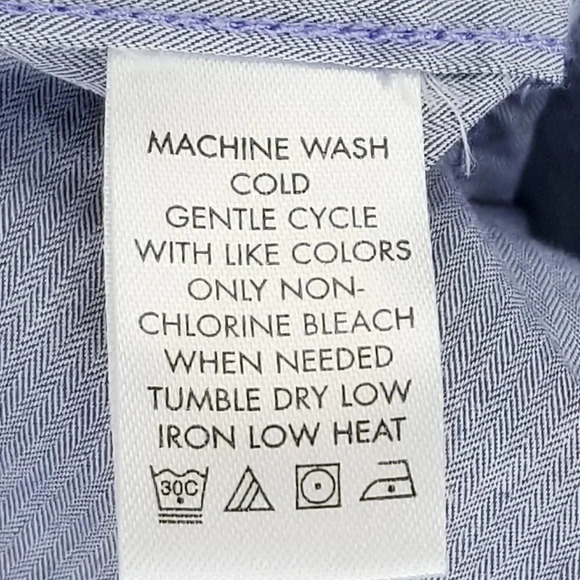 MACHINE WASH
COLD
GENTLE CYCLE
WITH LIKE COLORS
ONLY NON-
CHLORINE BLEACH
WHEN NEEDED
TUMBLE DRY LOW
IRON LOW HEAT
30C